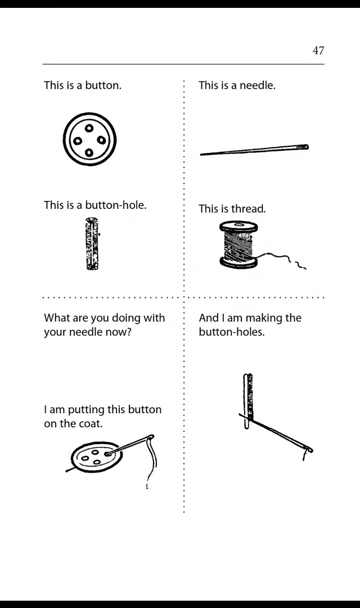 47
This is a button.
This is a button-hole.
This is a needle.
This is thread.
What are you doing with
your needle now?
I am putting this button
on the coat.
And I am making the
button-holes.